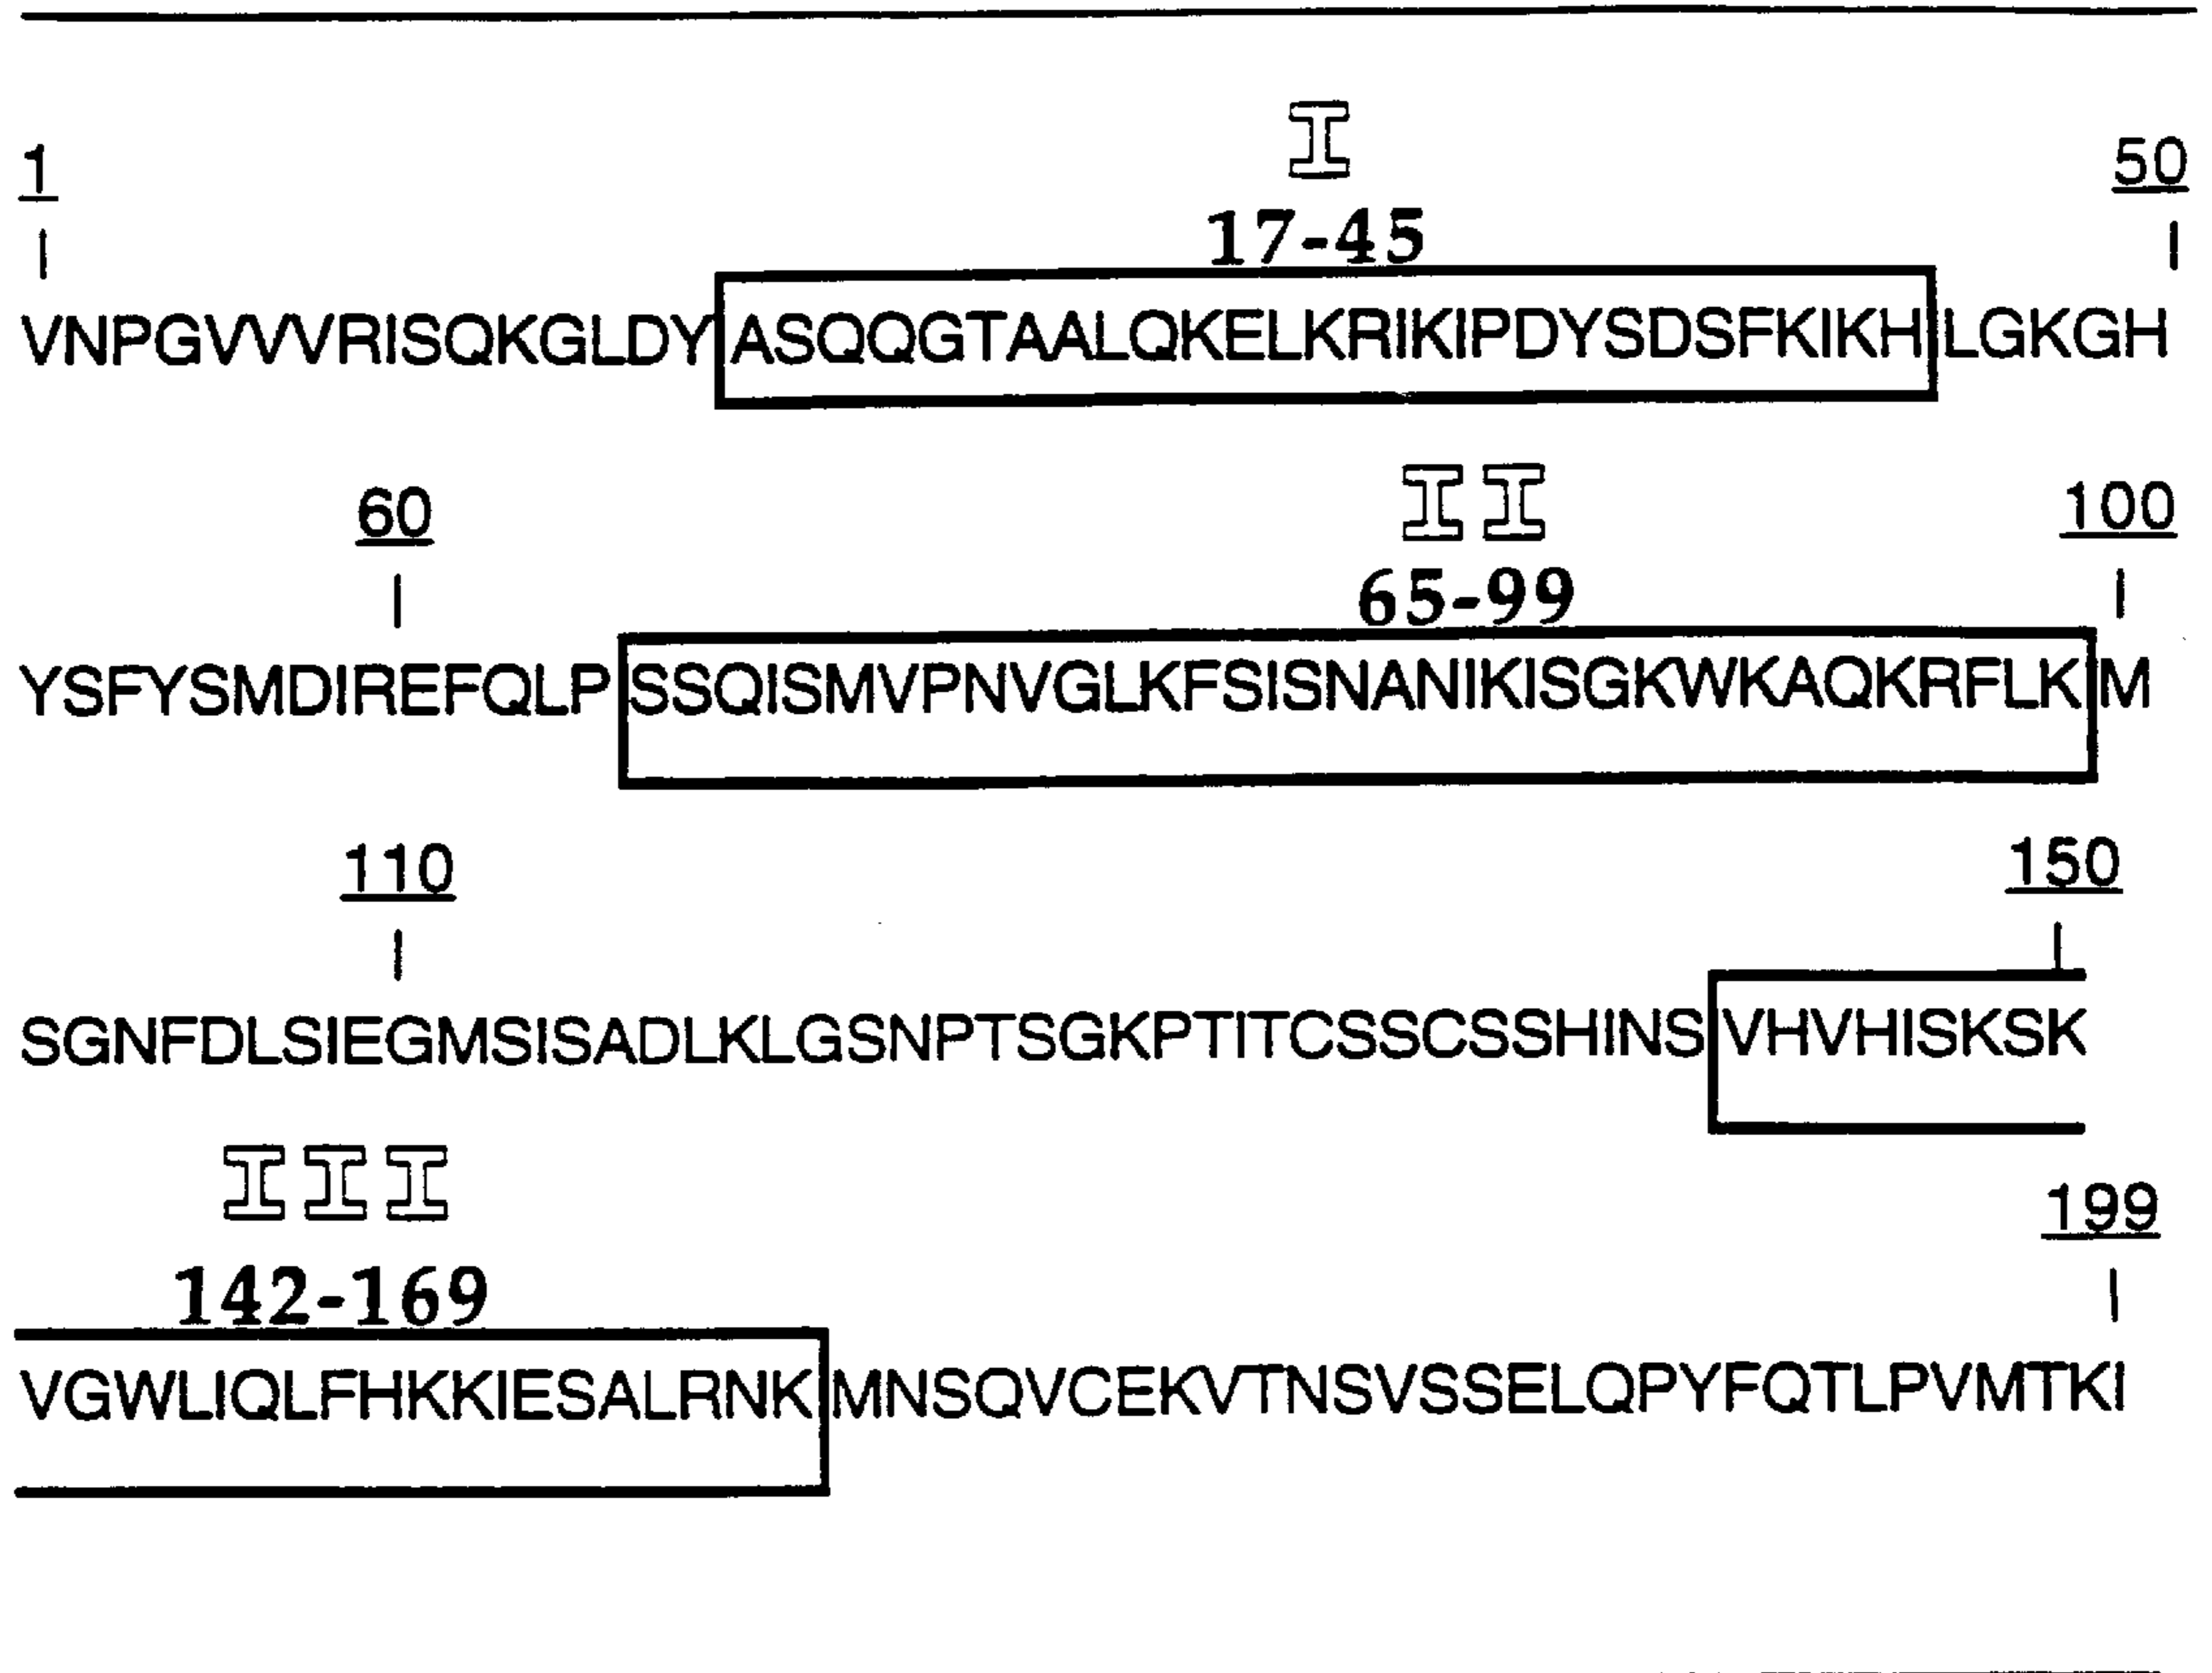 I
1 50
17-45
VNPGVVVRISQKGLDYASQQGTAALQKELKRIKIPDYSDSFKIKHLGKGH
II
60 100
65-99
YSFYSMDIREFQLPSSQISMVPNVGLKFSISNANIKISGKWKAQKRFLKM
110 150
SGNFDLSIEGMSISADLKLGSNPTSGKPTITCSSCSSHINSVHVHISKSK
III
199
142-169
VGWLIQLFHKKIESALRNKMNSQVCEKVTNSVSSELQPYFQTLPVMTKI